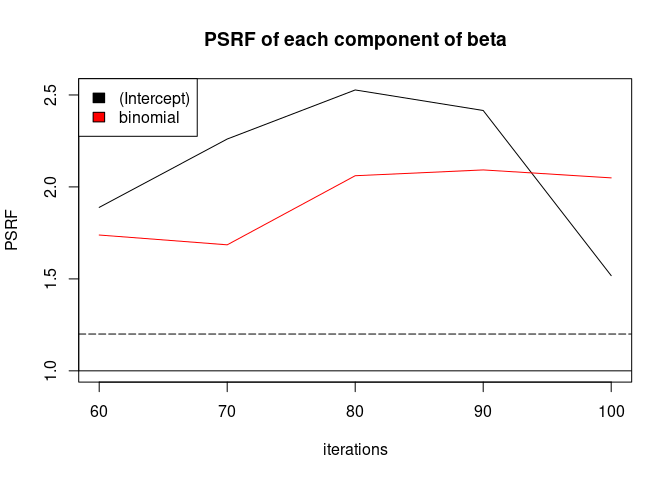 PSRF of each component of beta
(Intercept)
binomial
PSRF
2.5
2.0
1.5
1.0
60 70 80 90 100
iterations